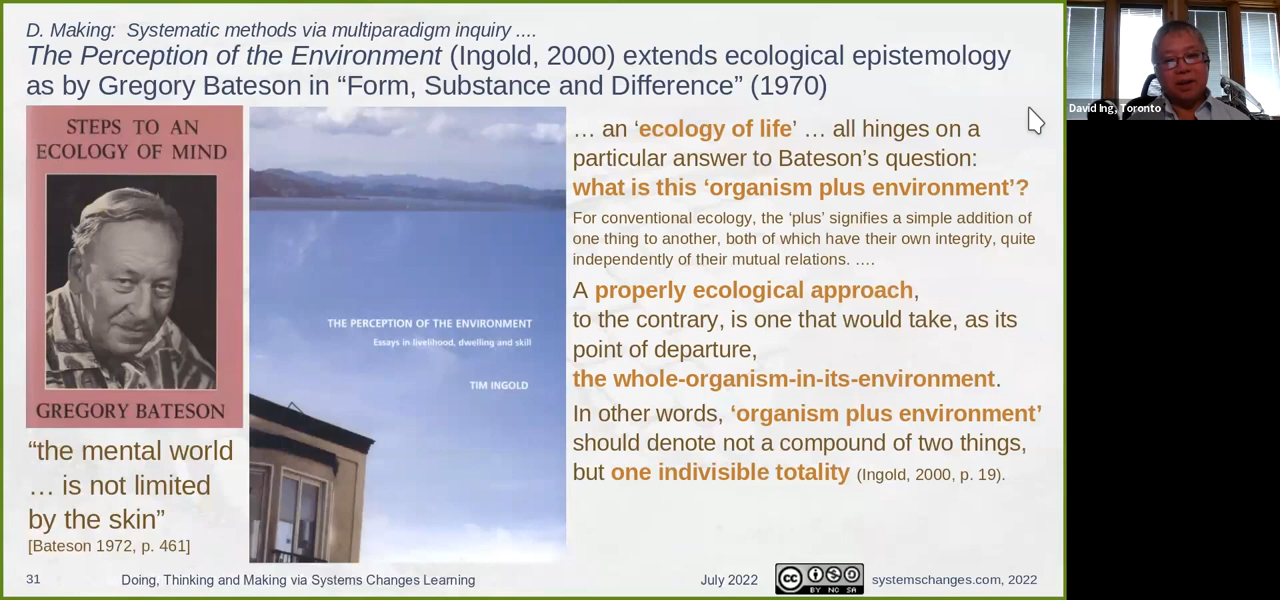 D. Making: Systematic methods via multiparadigm inquiry ....
The Perception of the Environment (Ingold, 2000) extends ecological epistemology
as by Gregory Bateson in “Form, Substance and Difference” (1970)
STEPS TO AN
ECOLOGY OF MIND
GREGORY BATESON
“the mental world
… is not limited
by the skin”
[Bateson 1972, p. 461]
THE PERCEPTION OF THE ENVIRONMENT
Essays in livelihood, dwelling and skill
TIM INGOLD
… an ‘ecology of life’ … all hinges on a
particular answer to Bateson’s question:
what is this ‘organism plus environment’?
For conventional ecology, the ‘plus’ signifies a simple addition of
one thing to another, both of which have their own integrity, quite
independently of their mutual relations. ….
A properly ecological approach,
to the contrary, is one that would take, as its
point of departure,
the whole-organism-in-its-environment.
In other words, ‘organism plus environment’
should denote not a compound of two things,
but one indivisible totality (Ingold, 2000, p. 19).
31
Doing, Thinking and Making via Systems Changes Learning
July 2022
cc
BY NC SA
systemschanges.com, 2022
David Ing, Toronto